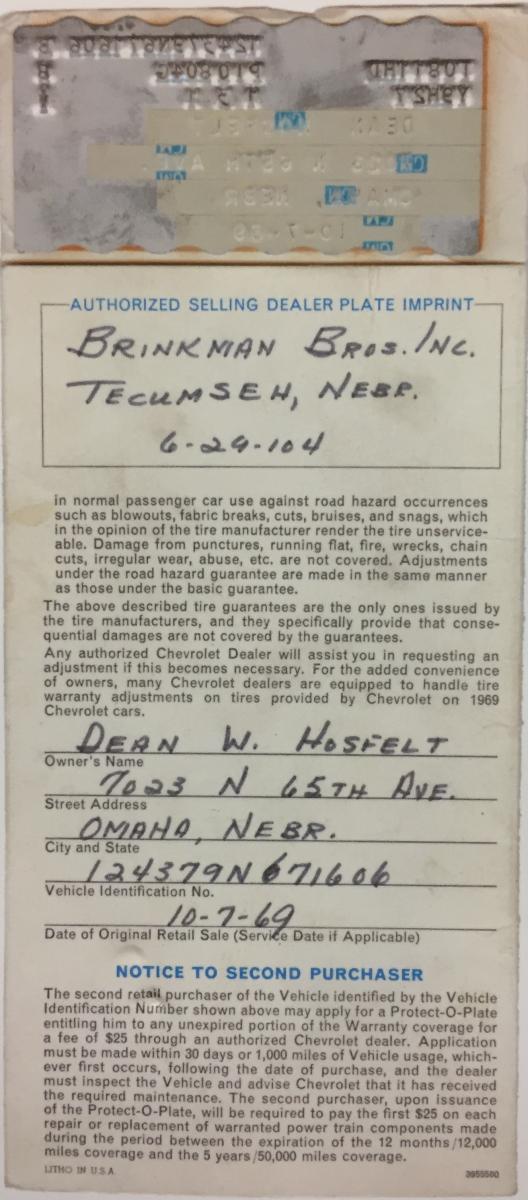 124379N671606 B
T0811HD P10804G B
Y9H27
DEAN
65TH AVE
OMA , NEBR
10-7-69
AUTHORIZED SELLING DEALER PLATE IMPRINT
BRINKMAN BROS. INC.
TECUMSEH, NEBR.
6-29-104
in normal passenger car use against road hazard occurrences
such as blowouts, fabric breaks, cuts, bruises, and snags, which
in the opinion of the tire manufacturer render the tire unservice-
able. Damage from punctures, running flat, fire, wrecks, chain
cuts, irregular wear, abuse, etc. are not covered. Adjustments
under the road hazard guarantee are made in the same manner
as those under the basic guarantee.
The above described tire guarantees are the only ones issued by
the tire manufacturers, and they specifically provide that conse-
quential damages are not covered by the guarantees.
Any authorized Chevrolet Dealer will assist you in requesting an
adjustment if this becomes necessary. For the added convenience
of owners, many Chevrolet dealers are equipped to handle tire
warranty adjustments on tires provided by Chevrolet on 1969
Chevrolet cars.
DEAN W. HOSFELT
Owner's Name
7023 N 65TH AVE.
Street Address
OMAHA, NEBR.
City and State
124379N671606
Vehicle Identification No.
10-7-69
Date of Original Retail Sale (Service Date if Applicable)
NOTICE TO SECOND PURCHASER
The second retail purchaser of the Vehicle identified by the Vehicle
Identification Number shown above may apply for a Protect-O-Plate
entitling him to any unexpired portion of the Warranty coverage for
a fee of $25 through an authorized Chevrolet dealer. Application
must be made within 30 days or 1,000 miles of Vehicle usage, which-
ever first occurs, following the date of purchase, and the dealer
must inspect the Vehicle and advise Chevrolet that it has received
the required maintenance. The second purchaser, upon issuance
of the Protect-O-Plate, will be required to pay the first $25 on each
repair or replacement of warranted power train components made
during the period between the expiration of the 12 months/12,000
miles coverage and the 5 years/50,000 miles coverage.
LITHO IN U.S.A.
3955560